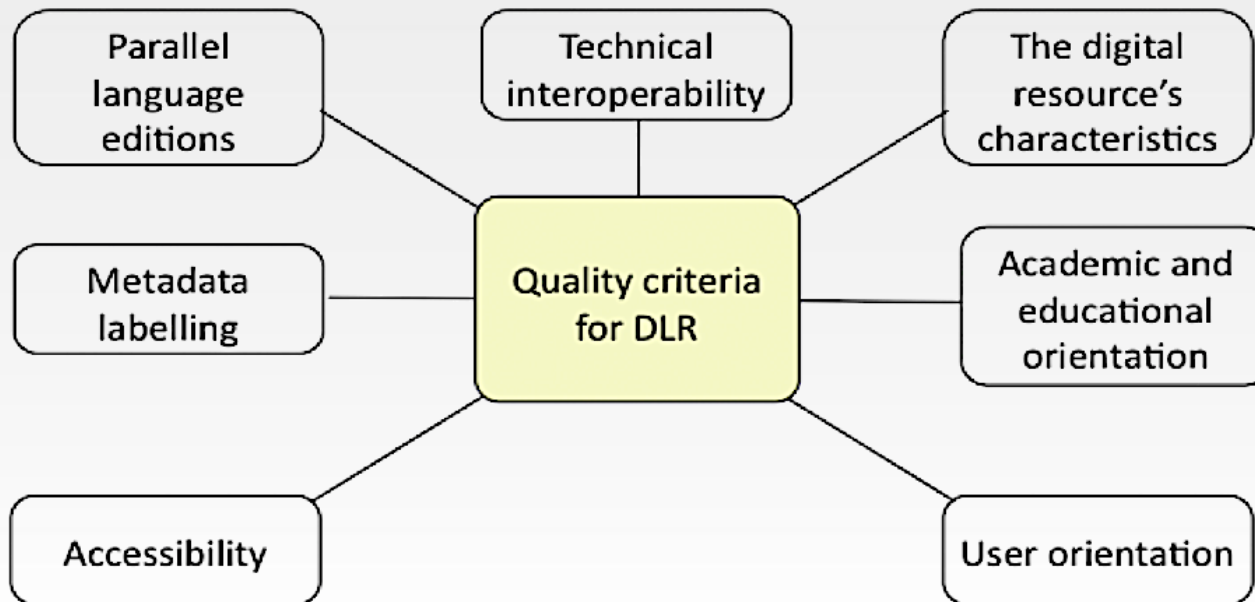 Parallel
language
editions
Technical
interoperability
The digital
resource’s
characteristics
Metadata
labelling
Quality criteria
for DLR
Academic and
educational
orientation
Accessibility
User orientation